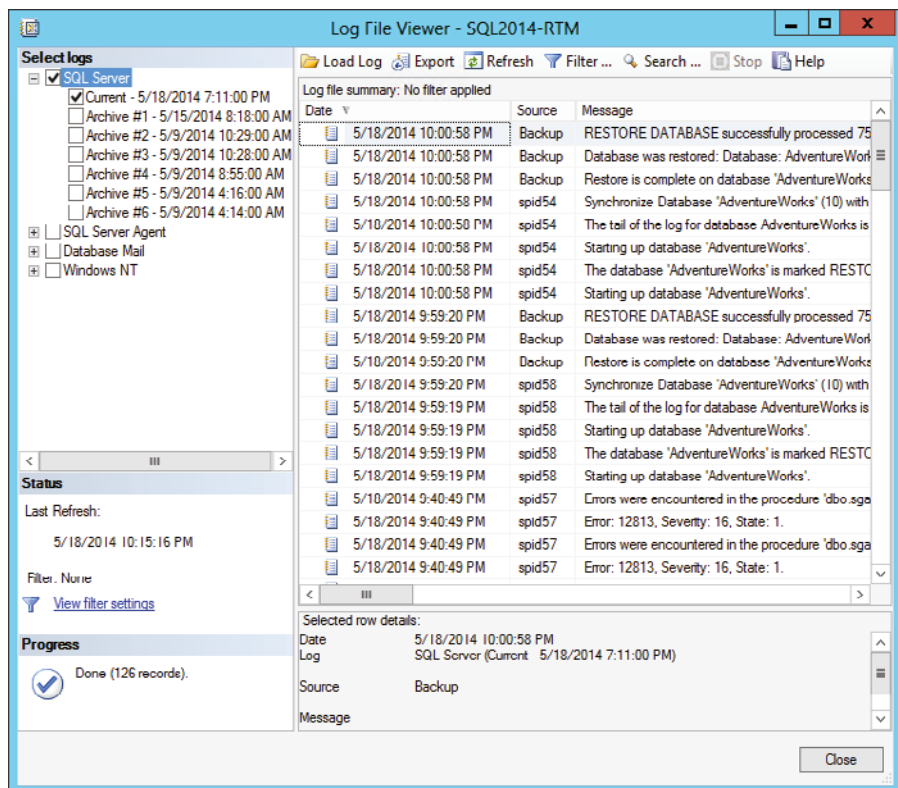 Log File Viewer - SQL2014-RTM
Select logs
SQL Server
Current - 5/18/2014 7:11:00 PM
Archive #1 - 5/15/2014 8:18:00 AM
Archive #2 - 5/9/2014 10:29:00 AM
Archive #3 - 5/9/2014 10:28:00 AM
Archive #4 - 5/9/2014 8:55:00 AM
Archive #5 - 5/9/2014 4:16:00 AM
Archive #6 - 5/9/2014 4:14:00 AM
SQL Server Agent
Database Mail
Windows NT
Status
Last Refresh:
5/18/2014 10:15:16 PM
Filter: None
View filter settings
Progress
Done (126 records).
Load Log Export Refresh Filter ... Search ... Stop Help
Log file summary: No filter applied
Date Source Message
5/18/2014 10:00:58 PM Backup RESTORE DATABASE successfully processed 75
5/18/2014 10:00:58 PM Backup Database was restored: Database: AdventureWork
5/18/2014 10:00:58 PM Backup Restore is complete on database 'AdventureWorks
5/18/2014 10:00:58 PM spid54 Synchronize Database 'AdventureWorks' (10) with
5/18/2014 10:00:58 PM spid54 The tail of the log for database AdventureWorks is
5/18/2014 10:00:58 PM spid54 Starting up database 'AdventureWorks'.
5/18/2014 10:00:58 PM spid54 The database 'AdventureWorks' is marked RESTO
5/18/2014 10:00:58 PM spid54 Starting up database 'AdventureWorks'.
5/18/2014 9:59:20 PM Backup RESTORE DATABASE successfully processed 75
5/18/2014 9:59:20 PM Backup Database was restored: Database: AdventureWork
5/18/2014 9:59:20 PM Backup Restore is complete on database 'AdventureWorks
5/18/2014 9:59:20 PM spid58 Synchronize Database 'AdventureWorks' (10) with
5/18/2014 9:59:19 PM spid58 The tail of the log for database AdventureWorks is
5/18/2014 9:59:19 PM spid58 Starting up database 'AdventureWorks'.
5/18/2014 9:59:19 PM spid58 The database 'AdventureWorks' is marked RESTO
5/18/2014 9:59:19 PM spid58 Starting up database 'AdventureWorks'.
5/18/2014 9:40:49 PM spid57 Errors were encountered in the procedure 'dbo.sga
5/18/2014 9:40:49 PM spid57 Error: 12813, Severity: 16, State: 1.
5/18/2014 9:40:49 PM spid57 Errors were encountered in the procedure 'dbo.sga
5/18/2014 9:40:49 PM spid57 Error: 12813, Severity: 16, State: 1.
Selected row details:
Date 5/18/2014 10:00:58 PM
Log SQL Server (Current 5/18/2014 7:11:00 PM)
Source Backup
Message
Close